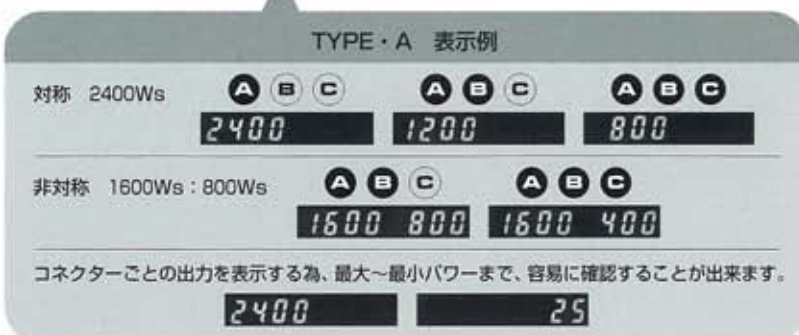 TYPE・A 表示例
対称 2400Ws A B C A B C A B C
2400 1200 800
非対称 1600Ws:800Ws A B C A B C
1600 800 1600 400
コネクターごとの出力を表示する為、最大～最小パワーまで、容易に確認することが出来ます。
2400 25